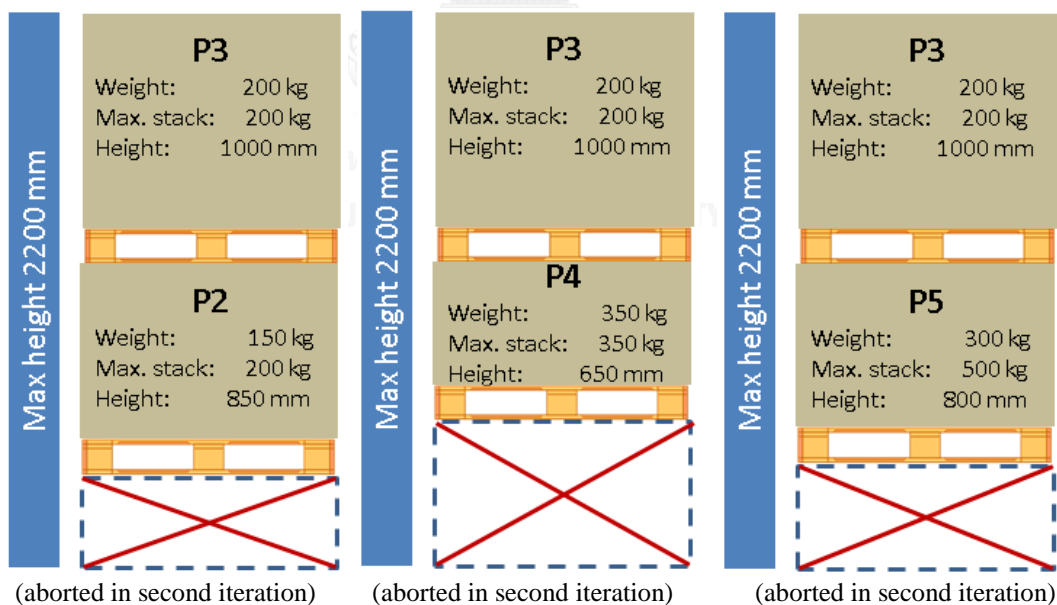 Max height 2200 mm
P3
Weight: 200 kg
Max. stack: 200 kg
Height: 1000 mm
P2
Weight: 150 kg
Max. stack: 200 kg
Height: 850 mm
(aborted in second iteration)
Max height 2200 mm
P3
Weight: 200 kg
Max. stack: 200 kg
Height: 1000 mm
P4
Weight: 350 kg
Max. stack: 350 kg
Height: 650 mm
(aborted in second iteration)
Max height 2200 mm
P3
Weight: 200 kg
Max. stack: 200 kg
Height: 1000 mm
P5
Weight: 300 kg
Max. stack: 500 kg
Height: 800 mm
(aborted in second iteration)